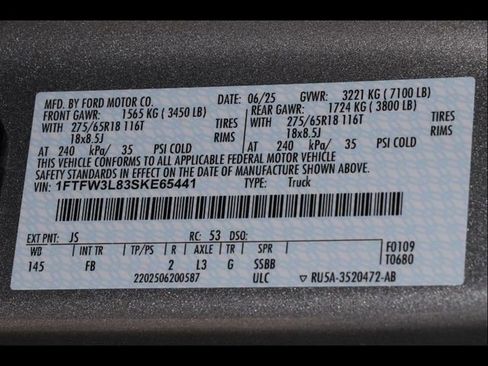 MFD. BY FORD MOTOR CO. DATE: 06/25 GVWR: 3221 KG ( 7100 LB)
FRONT GAWR: 1565 KG ( 3450 LB) REAR GAWR: 1724 KG ( 3800 LB)
WITH 275/65R18 116T TIRES WITH 275/65R18 116T TIRES
18x8.5J RIMS 18x8.5J RIMS
AT 240 kPa/ 35 PSI COLD AT 240 kPa/ 35 PSI COLD
THIS VEHICLE CONFORMS TO ALL APPLICABLE FEDERAL MOTOR VEHICLE
SAFETY STANDARDS IN EFFECT ON THE DATE OF MANUFACTURE SHOWN ABOVE.
VIN: 1FTFW3L83SKE65441 TYPE: Truck
EXT PNT: JS RC: 53 DSO:
WB INT TR TP/PS R AXLE TR SPR F0109
145 FB 2 L3 G SSBB T0680
2202506200587 ULC ▽ RU5A-3520472-AB